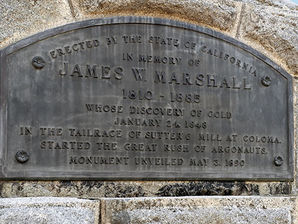 ERECTED BY THE STATE OF CALIFORNIA
IN MEMORY OF
JAMES W. MARSHALL
1810 - 1885
WHOSE DISCOVERY OF GOLD
JANUARY 24, 1848
IN THE TAILRACE OF SUTTER'S MILL AT COLOMA
STARTED THE GREAT RUSH OF ARGONAUTS.
MONUMENT UNVEILED MAY 3, 1890